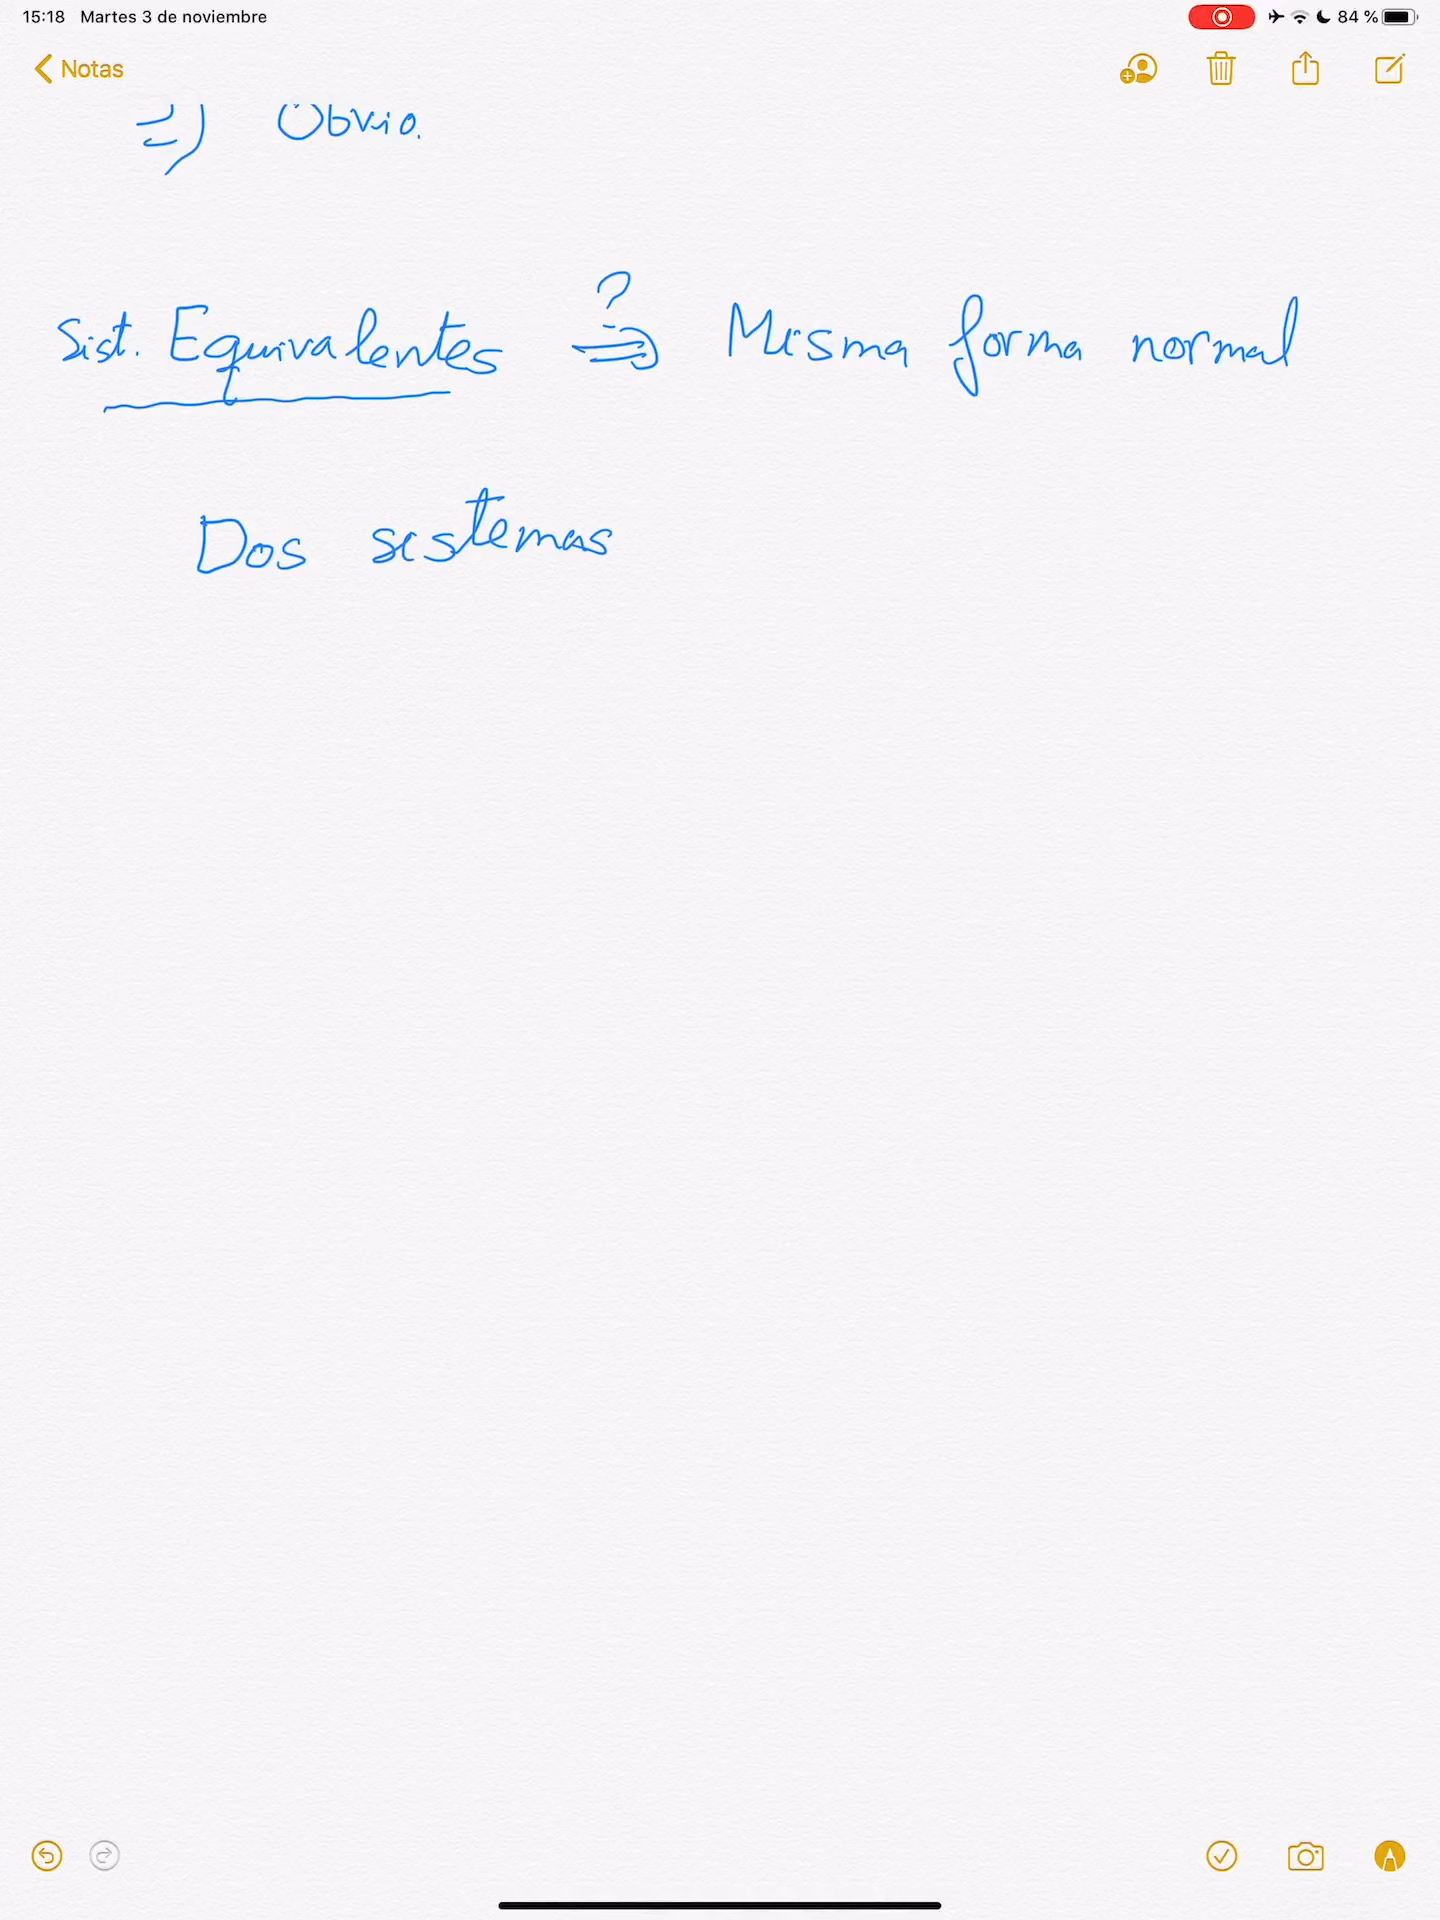 15:18 Martes 3 de noviembre 84 %
Notas
=) Obvio.
?
Sist. Equivalentes => Misma forma normal
Dos sistemas